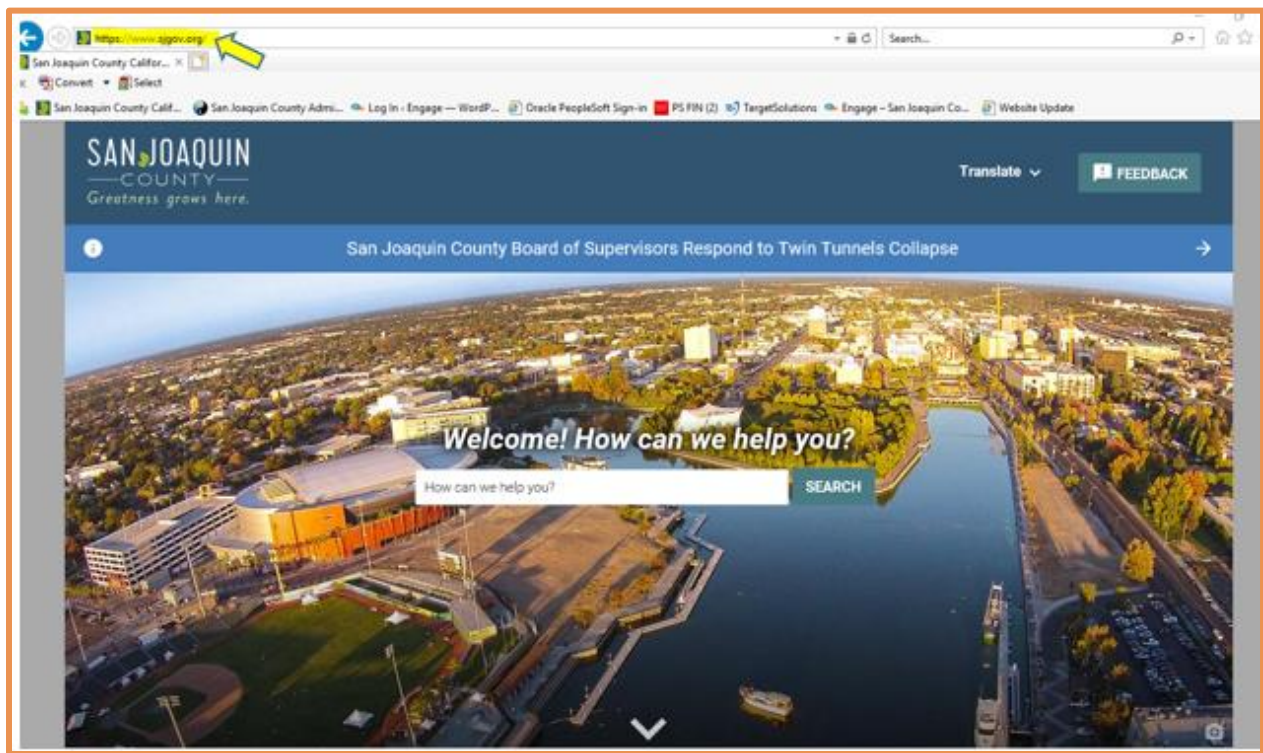 https://www.sjgov.org/
Search...
San Joaquin County Califor...
Convert Select
San Joaquin County Calif... San Joaquin County Admi... Log In ‹ Engage — WordP... Oracle PeopleSoft Sign-in PS FIN (2) TargetSolutions Engage – San Joaquin Co... Website Update
SAN JOAQUIN
COUNTY
Greatness grows here.
Translate
FEEDBACK
San Joaquin County Board of Supervisors Respond to Twin Tunnels Collapse
Welcome! How can we help you?
How can we help you?
SEARCH